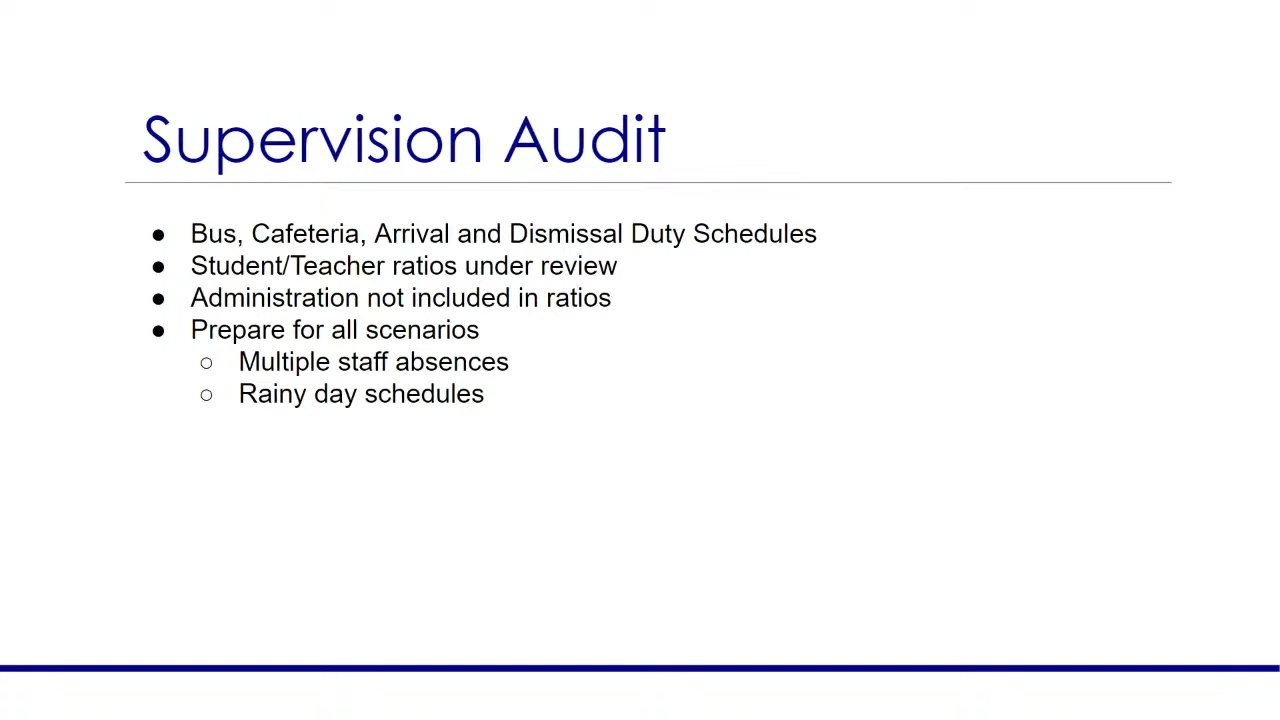 Supervision Audit
● Bus, Cafeteria, Arrival and Dismissal Duty Schedules
● Student/Teacher ratios under review
● Administration not included in ratios
● Prepare for all scenarios
○ Multiple staff absences
○ Rainy day schedules